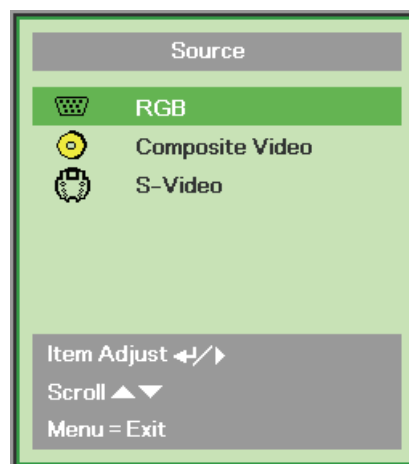 Source
RGB
Composite Video
S-Video
Item Adjust ↵/▶
Scroll ▲▼
Menu = Exit